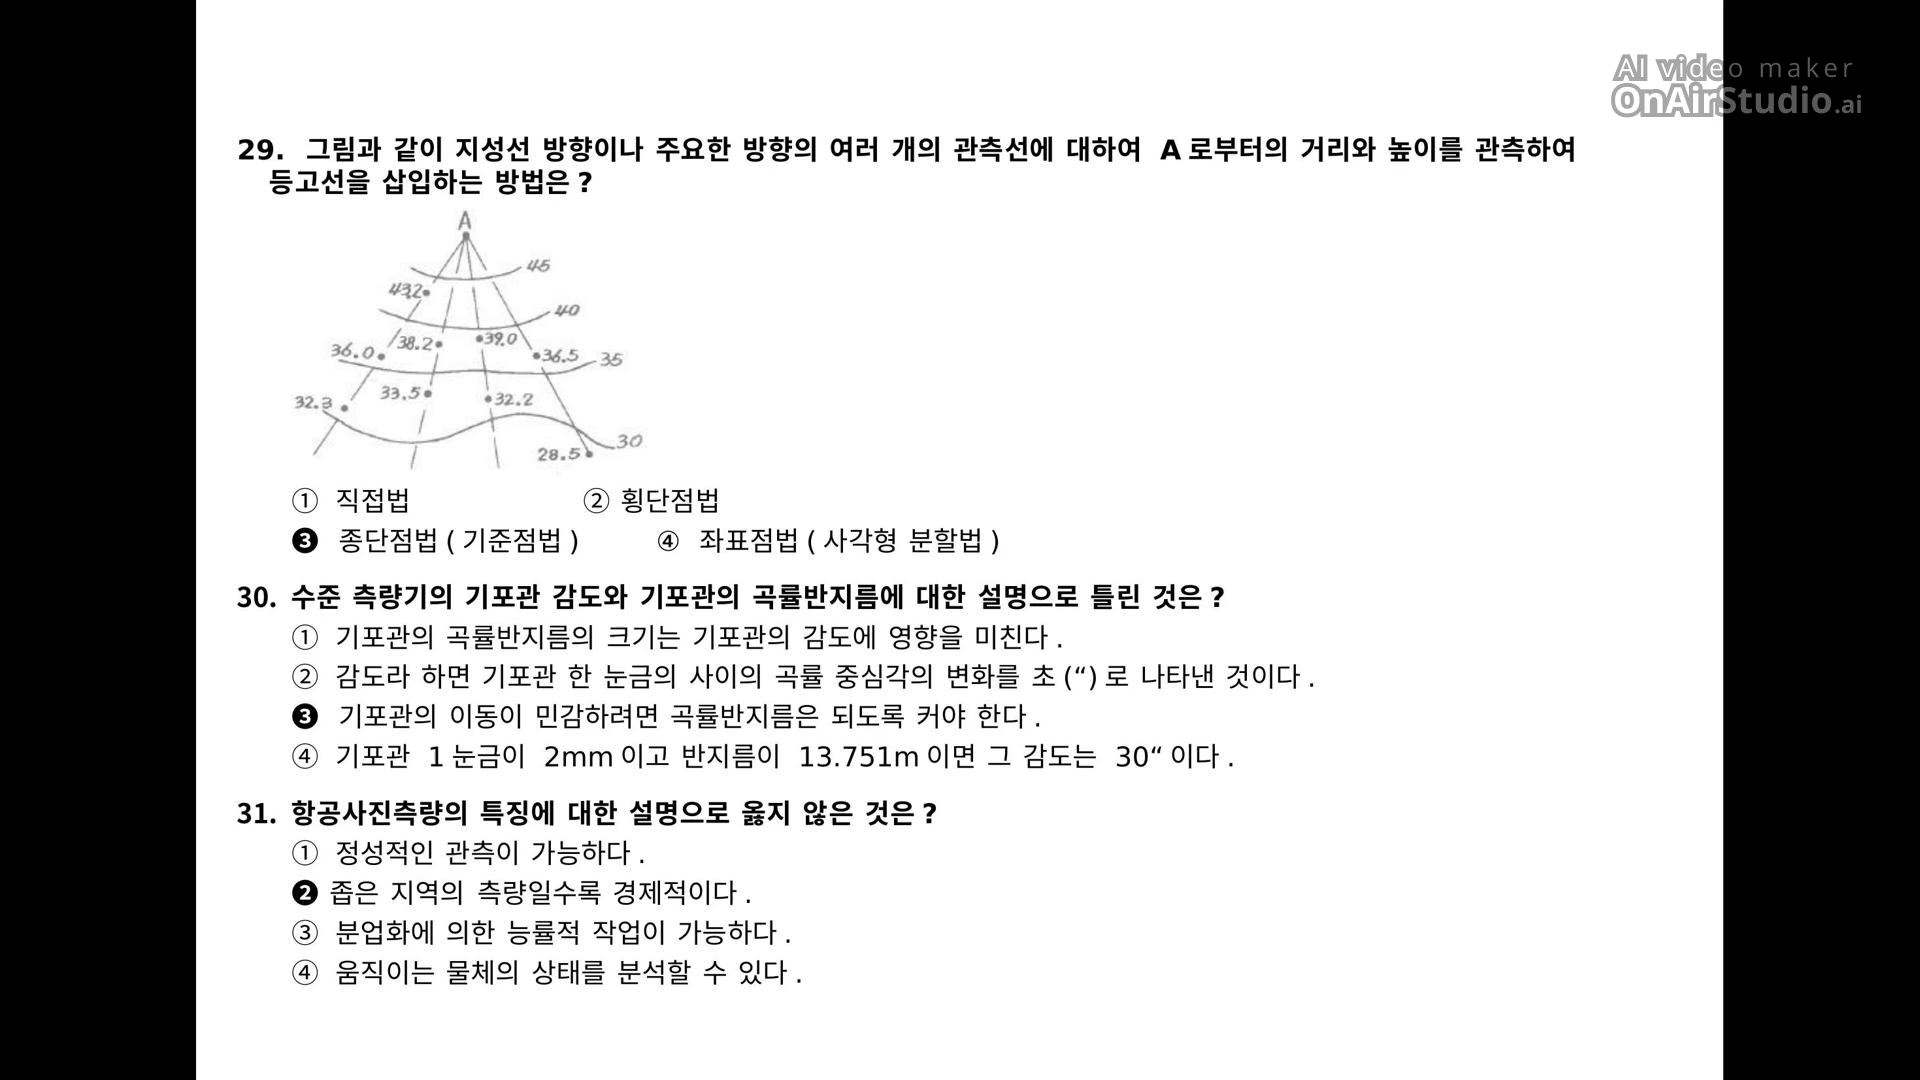 AI video maker
OnAirStudio.ai
29. 그림과 같이 지성선 방향이나 주요한 방향의 여러 개의 관측선에 대하여 A로부터의 거리와 높이를 관측하여
등고선을 삽입하는 방법은?
A
45
43.2
40
36.0 38.2 39.0 36.5 35
32.3 33.5 32.2
30
28.5
① 직접법 ② 횡단점법
❸ 종단점법(기준점법) ④ 좌표점법(사각형 분할법)
30. 수준 측량기의 기포관 감도와 기포관의 곡률반지름에 대한 설명으로 틀린 것은?
① 기포관의 곡률반지름의 크기는 기포관의 감도에 영향을 미친다.
② 감도라 하면 기포관 한 눈금의 사이의 곡률 중심각의 변화를 초(“)로 나타낸 것이다.
❸ 기포관의 이동이 민감하려면 곡률반지름은 되도록 커야 한다.
④ 기포관 1눈금이 2mm이고 반지름이 13.751m이면 그 감도는 30“이다.
31. 항공사진측량의 특징에 대한 설명으로 옳지 않은 것은?
① 정성적인 관측이 가능하다.
❷ 좁은 지역의 측량일수록 경제적이다.
③ 분업화에 의한 능률적 작업이 가능하다.
④ 움직이는 물체의 상태를 분석할 수 있다.